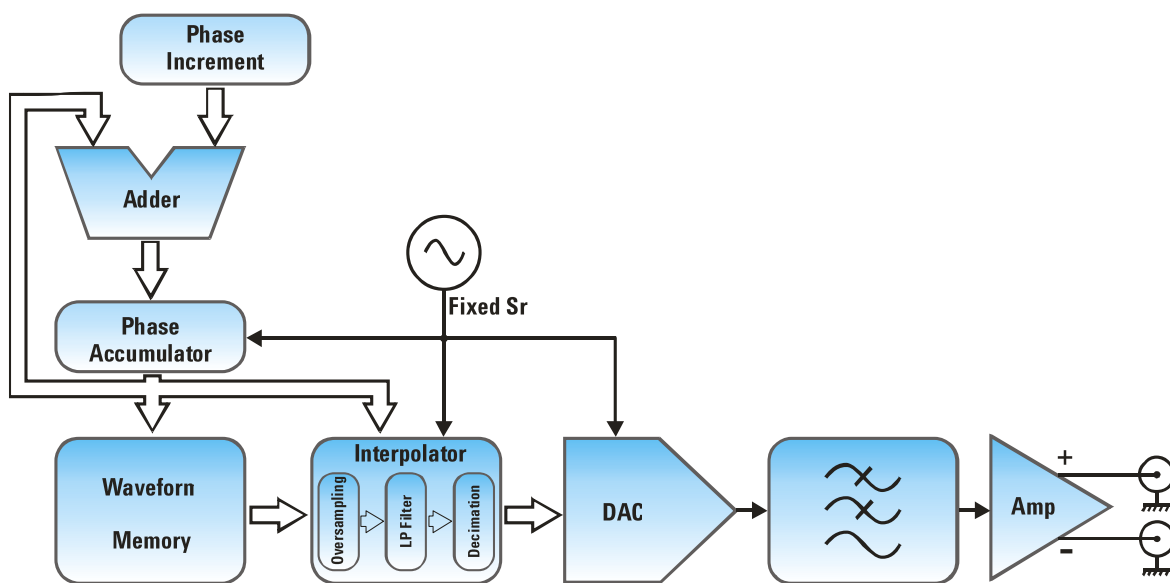 Phase
Increment
Adder
Fixed Sr
Phase
Accumulator
Waveforn
Memory
Interpolator
Oversampling
LP Filter
Decimation
DAC
Amp
+
-